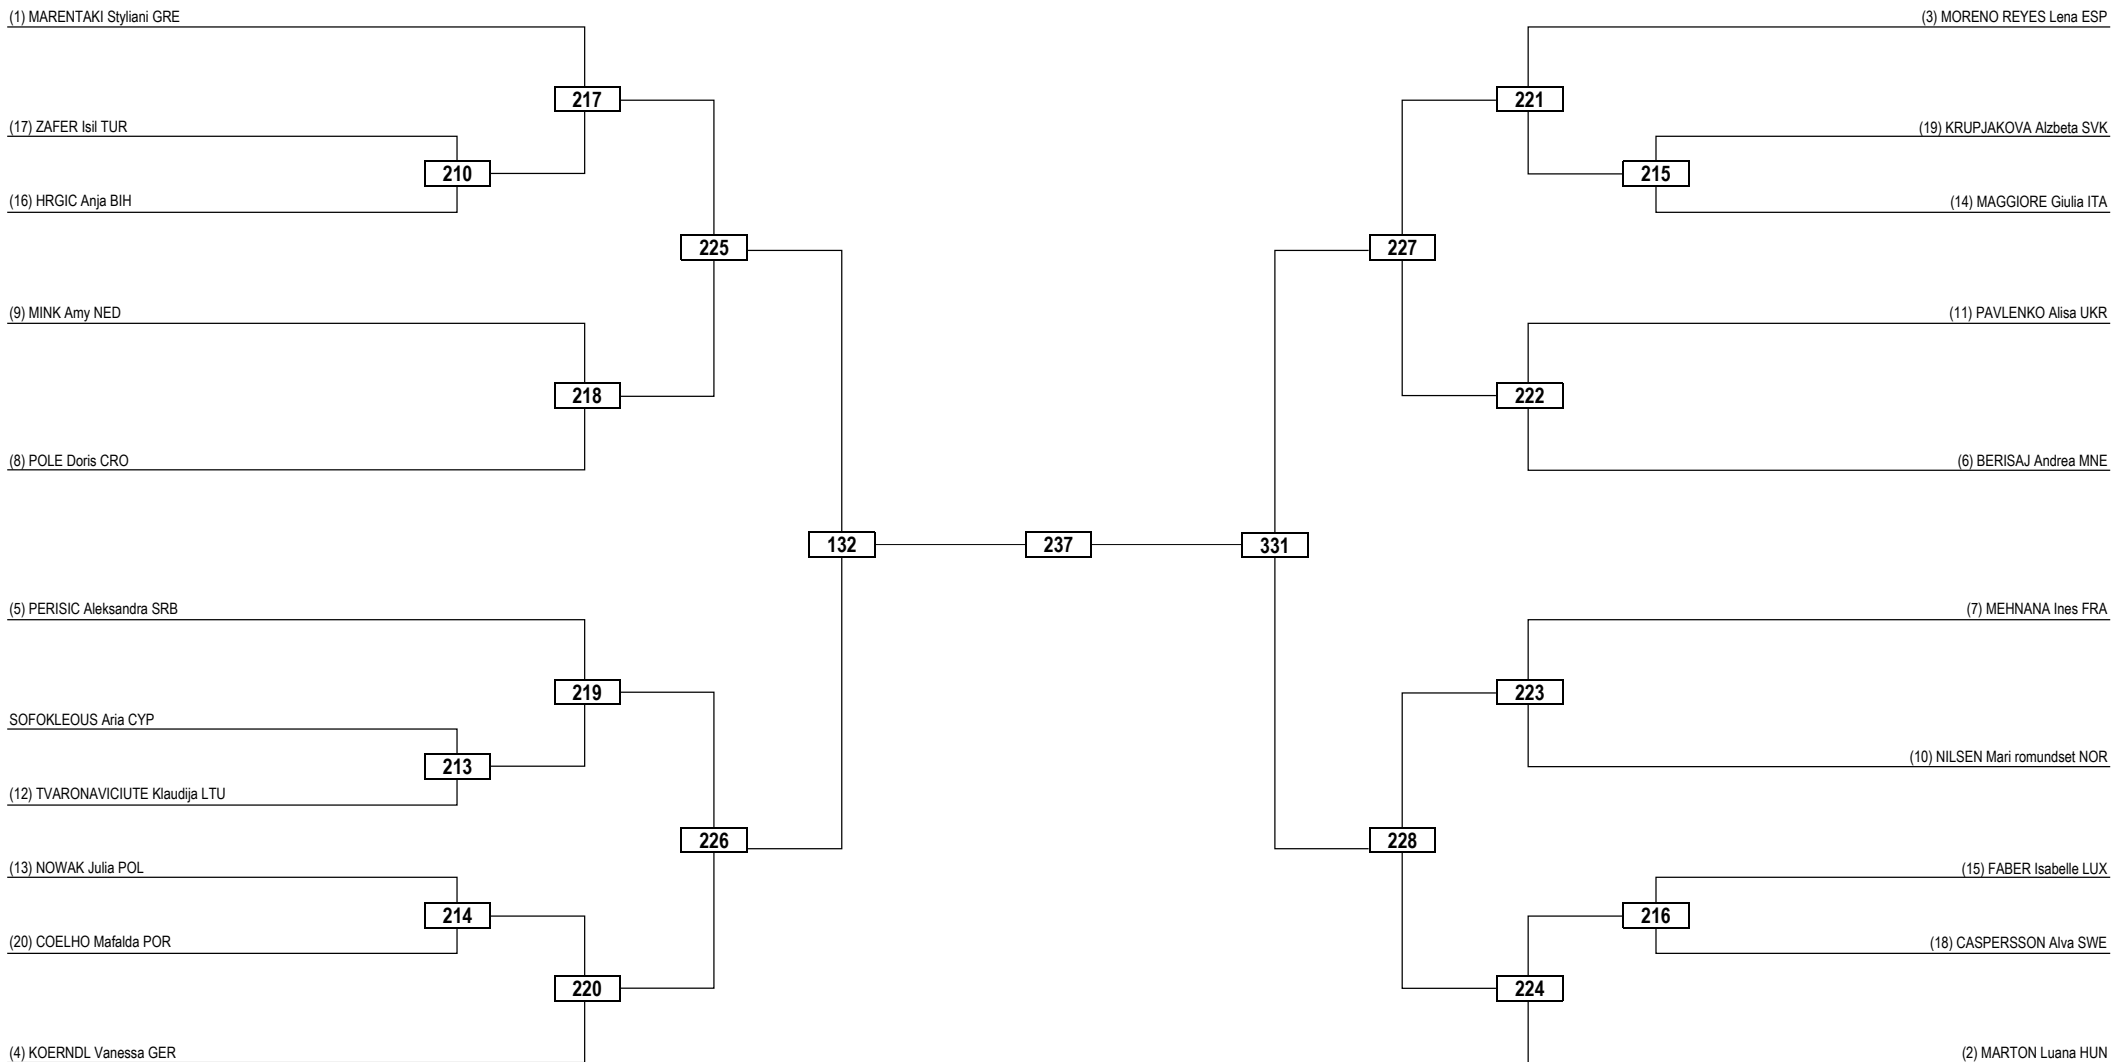 (1) MARENTAKI Styliani GRE
(3) MORENO REYES Lena ESP
217
221
(17) ZAFER Isil TUR
(19) KRUPJAKOVA Alzbeta SVK
210
215
(16) HRGIC Anja BIH
(14) MAGGIORE Giulia ITA
225
227
(9) MINK Amy NED
(11) PAVLENKO Alisa UKR
218
222
(8) POLE Doris CRO
(6) BERISAJ Andrea MNE
132
237
331
(5) PERISIC Aleksandra SRB
(7) MEHNANA Ines FRA
219
223
SOFOKLEOUS Aria CYP
213
(10) NILSEN Mari romundset NOR
(12) TVARONAVICIUTE Klaudija LTU
226
228
(13) NOWAK Julia POL
(15) FABER Isabelle LUX
214
216
(20) COELHO Mafalda POR
(18) CASPERSSON Alva SWE
220
224
(4) KOERNDL Vanessa GER
(2) MARTON Luana HUN